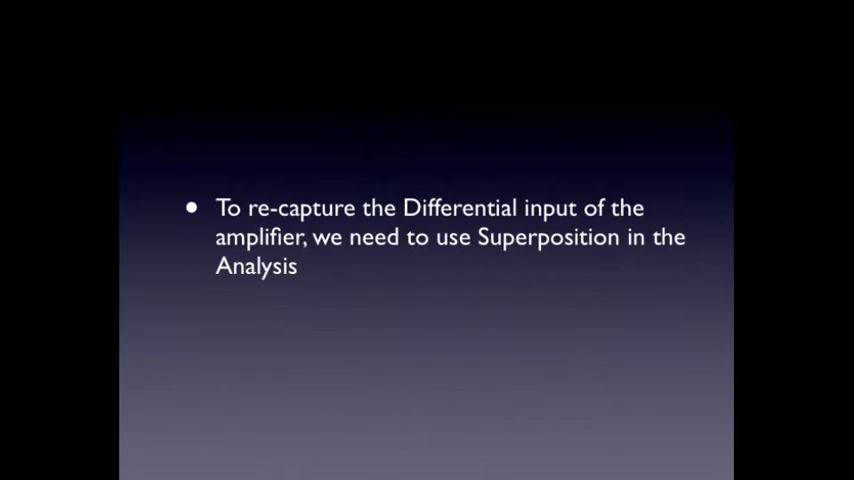 • To re-capture the Differential input of the
amplifier, we need to use Superposition in the
Analysis